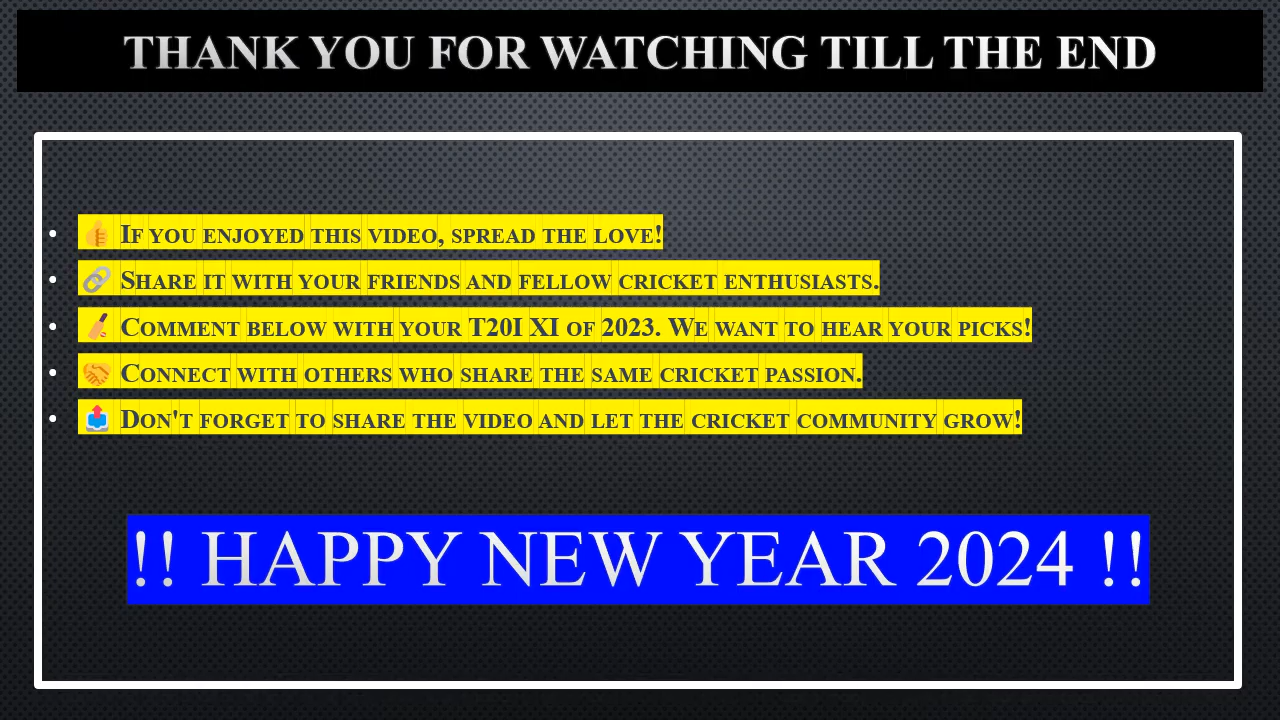 THANK YOU FOR WATCHING TILL THE END
• 👍 If you enjoyed this video, spread the love!
• 🔗 Share it with your friends and fellow cricket enthusiasts.
• 🏏 Comment below with your T20I XI of 2023. We want to hear your picks!
• 🤝 Connect with others who share the same cricket passion.
• 📤 Don't forget to share the video and let the cricket community grow!
!! HAPPY NEW YEAR 2024 !!